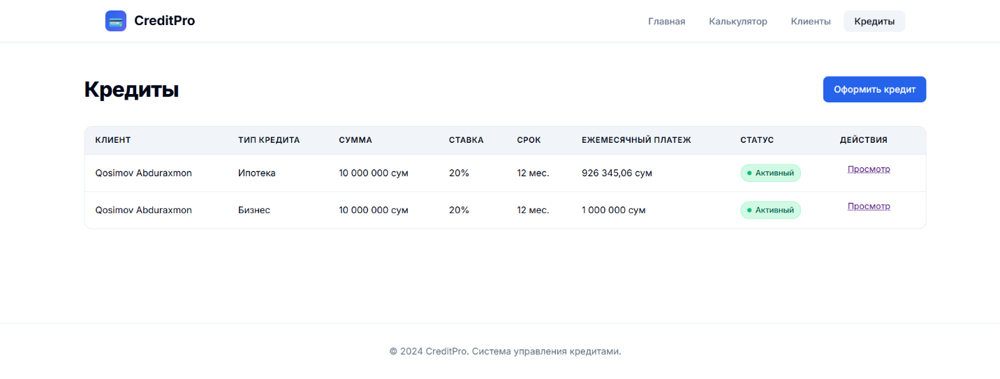 CreditPro Главная Калькулятор Клиенты Кредиты
Кредиты Оформить кредит
КЛИЕНТ ТИП КРЕДИТА СУММА СТАВКА СРОК ЕЖЕМЕСЯЧНЫЙ ПЛАТЕЖ СТАТУС ДЕЙСТВИЯ
Qosimov Abduraxmon Ипотека 10 000 000 сум 20% 12 мес. 926 345,06 сум Активный Просмотр
Qosimov Abduraxmon Бизнес 10 000 000 сум 20% 12 мес. 1 000 000 сум Активный Просмотр
© 2024 CreditPro. Система управления кредитами.